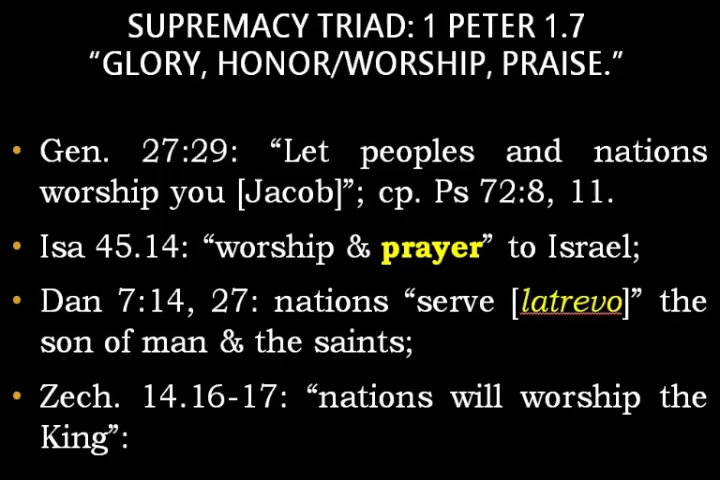 SUPREMACY TRIAD: 1 PETER 1.7
“GLORY, HONOR/WORSHIP, PRAISE.”
• Gen. 27:29: “Let peoples and nations
worship you [Jacob]”; cp. Ps 72:8, 11.
• Isa 45.14: “worship & prayer” to Israel;
• Dan 7:14, 27: nations “serve [latrevo]” the
son of man & the saints;
• Zech. 14.16-17: “nations will worship the
King”: